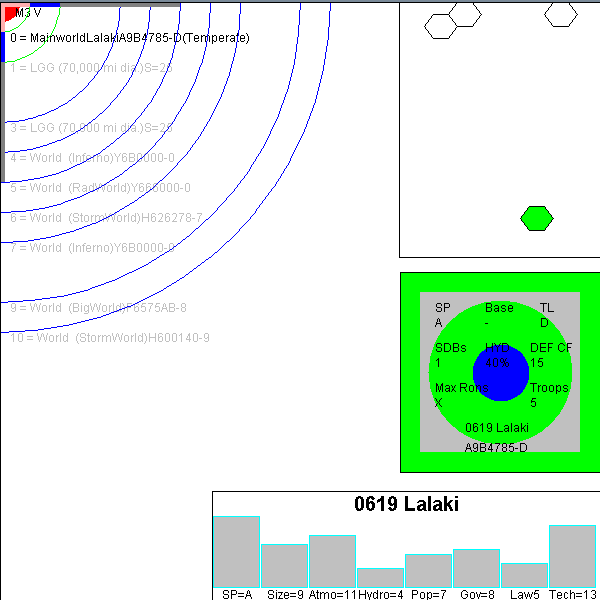 M3 V
0 = MainworldLalakiA9B4785-D(Temperate)
1 = LGG (70,000 mi dia.)S=25
3 = LGG (70,000 mi dia.)S=25
4 = World (Inferno)Y6B0000-0
5 = World (RadWorld)Y666000-0
6 = World (StormWorld)H626278-7
7 = World (Inferno)Y6B0000-0
9 = World (BigWorld)F6575AB-8
10 = World (StormWorld)H600140-9
SP Base TL
A - D
SDBs HYD DEF CF
1 40% 15
Max Rons Troops
X 5
0619 Lalaki
A9B4785-D
0619 Lalaki
SP=A Size=9 Atmo=11 Hydro=4 Pop=7 Gov=8 Law5 Tech=13